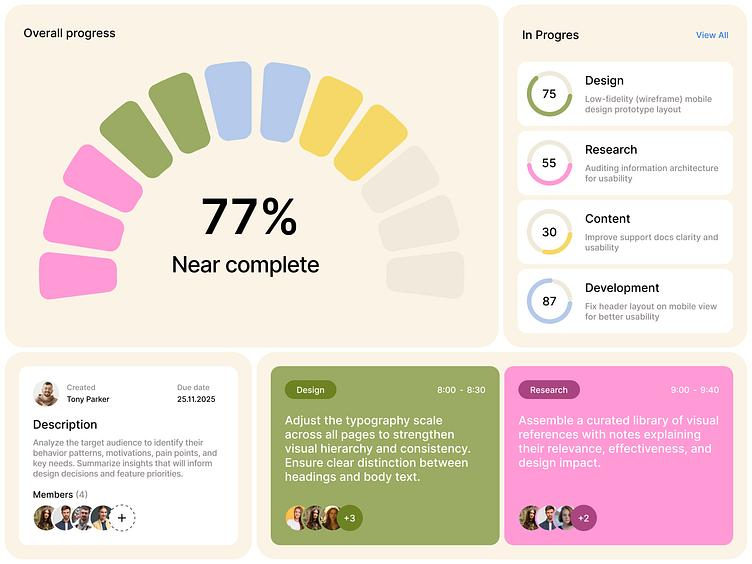 Overall progress
77%
Near complete
In Progres
View All
75
Design
Low-fidelity (wireframe) mobile
design prototype layout
55
Research
Auditing information architecture
for usability
30
Content
Improve support docs clarity and
usability
87
Development
Fix header layout on mobile view
for better usability
Created
Tony Parker
Due date
25.11.2025
Description
Analyze the target audience to identify their
behavior patterns, motivations, pain points, and
key needs. Summarize insights that will inform
design decisions and feature priorities.
Members (4)
+
Design
8:00 - 8:30
Adjust the typography scale
across all pages to strengthen
visual hierarchy and consistency.
Ensure clear distinction between
headings and body text.
+3
Research
9:00 - 9:40
Assemble a curated library of visual
references with notes explaining
their relevance, effectiveness, and
design impact.
+2